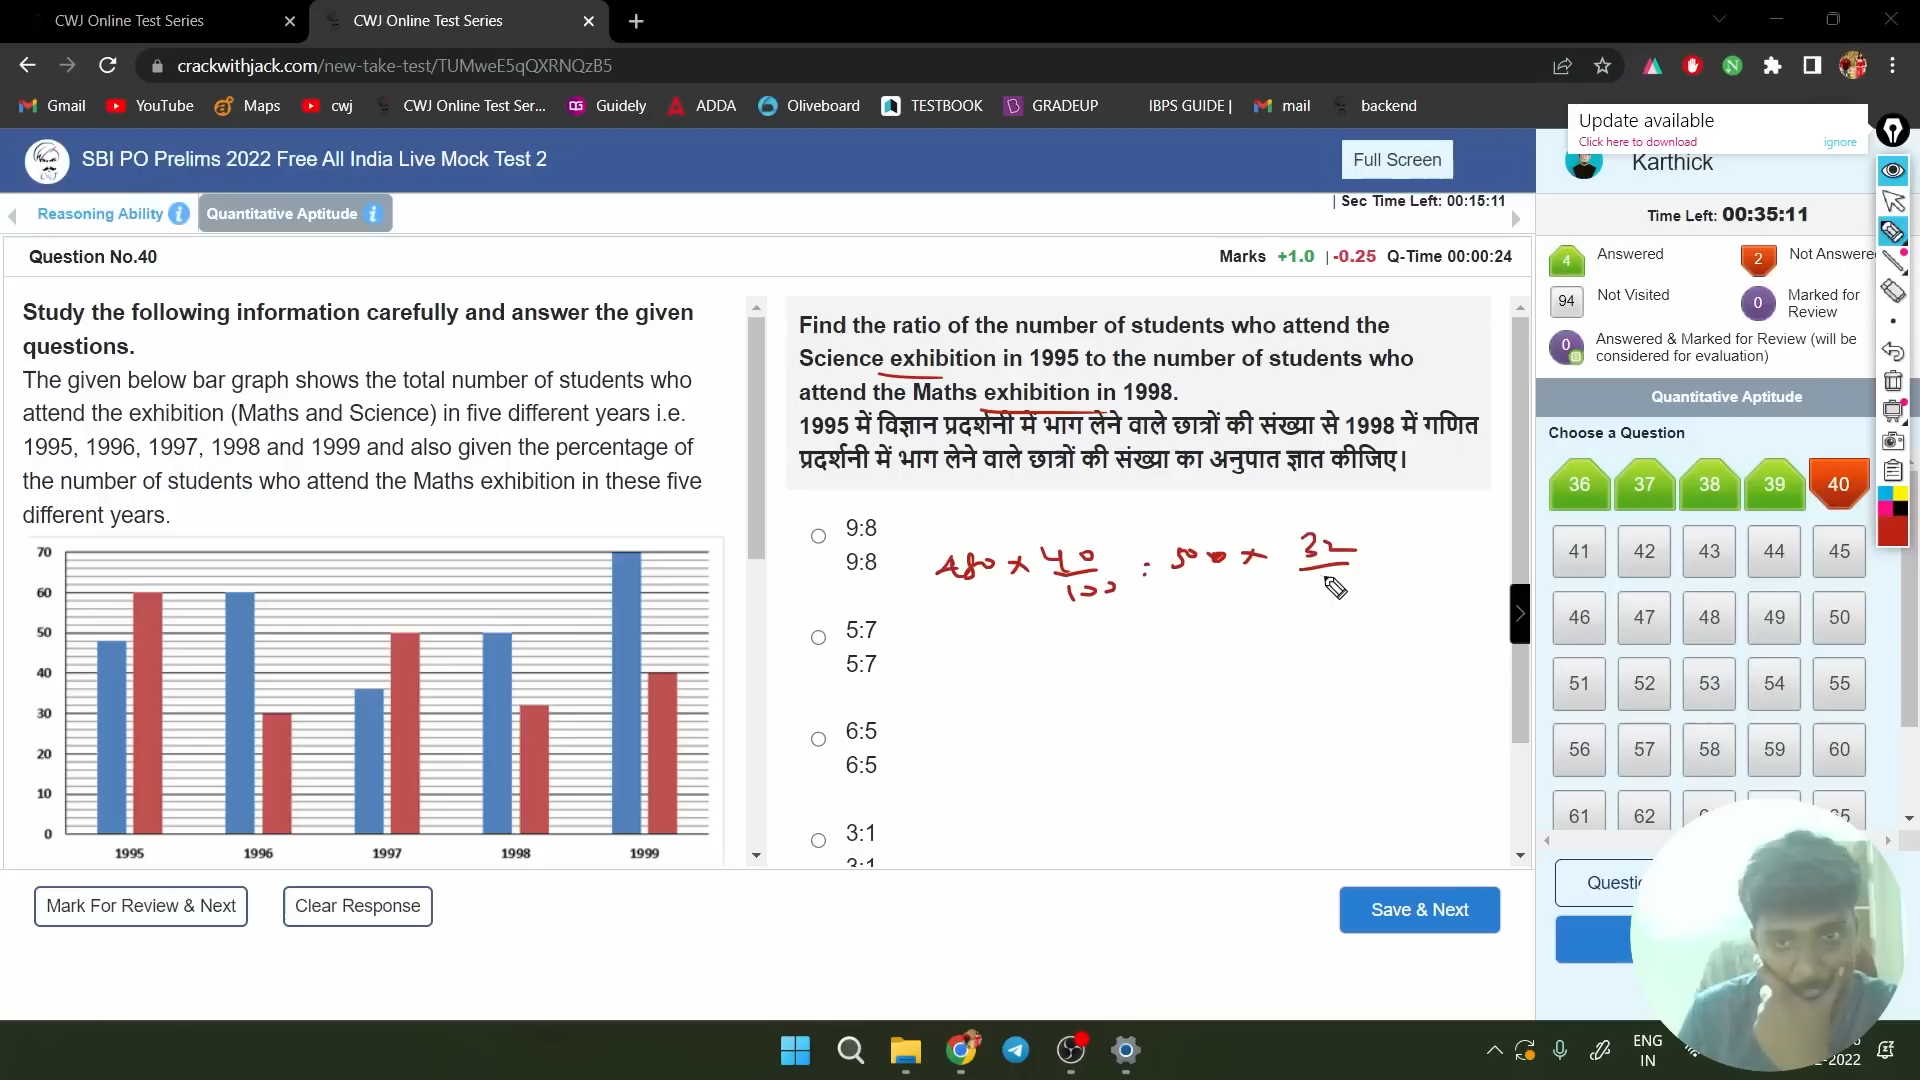 CWJ Online Test Series
CWJ Online Test Series
crackwithjack.com/new-take-test/TUMweE5qQXRNQzB5
Gmail YouTube Maps cwj CWJ Online Test Ser... Guidely ADDA Oliveboard TESTBOOK GRADEUP IBPS GUIDE | mail backend
Update available
Click here to download ignore
SBI PO Prelims 2022 Free All India Live Mock Test 2
Full Screen
Karthick
Reasoning Ability Quantitative Aptitude
| Sec Time Left: 00:15:11
Time Left: 00:35:11
Question No.40
Marks +1.0 |-0.25 Q-Time 00:00:24
4 Answered
2 Not Answere
94 Not Visited
0 Marked for Review
0 Answered & Marked for Review (will be considered for evaluation)
Study the following information carefully and answer the given
questions.
The given below bar graph shows the total number of students who
attend the exhibition (Maths and Science) in five different years i.e.
1995, 1996, 1997, 1998 and 1999 and also given the percentage of
the number of students who attend the Maths exhibition in these five
different years.
70
60
50
40
30
20
10
0
1995 1996 1997 1998 1999
Find the ratio of the number of students who attend the
Science exhibition in 1995 to the number of students who
attend the Maths exhibition in 1998.
1995 में विज्ञान प्रदर्शनी में भाग लेने वाले छात्रों की संख्या से 1998 में गणित
प्रदर्शनी में भाग लेने वाले छात्रों की संख्या का अनुपात ज्ञात कीजिए।
9:8
9:8
480 x 40/100 : 500 x 32
5:7
5:7
6:5
6:5
3:1
3:1
Quantitative Aptitude
Choose a Question
36 37 38 39 40
41 42 43 44 45
46 47 48 49 50
51 52 53 54 55
56 57 58 59 60
61 62
Mark For Review & Next Clear Response Save & Next
ENG
IN
-2022